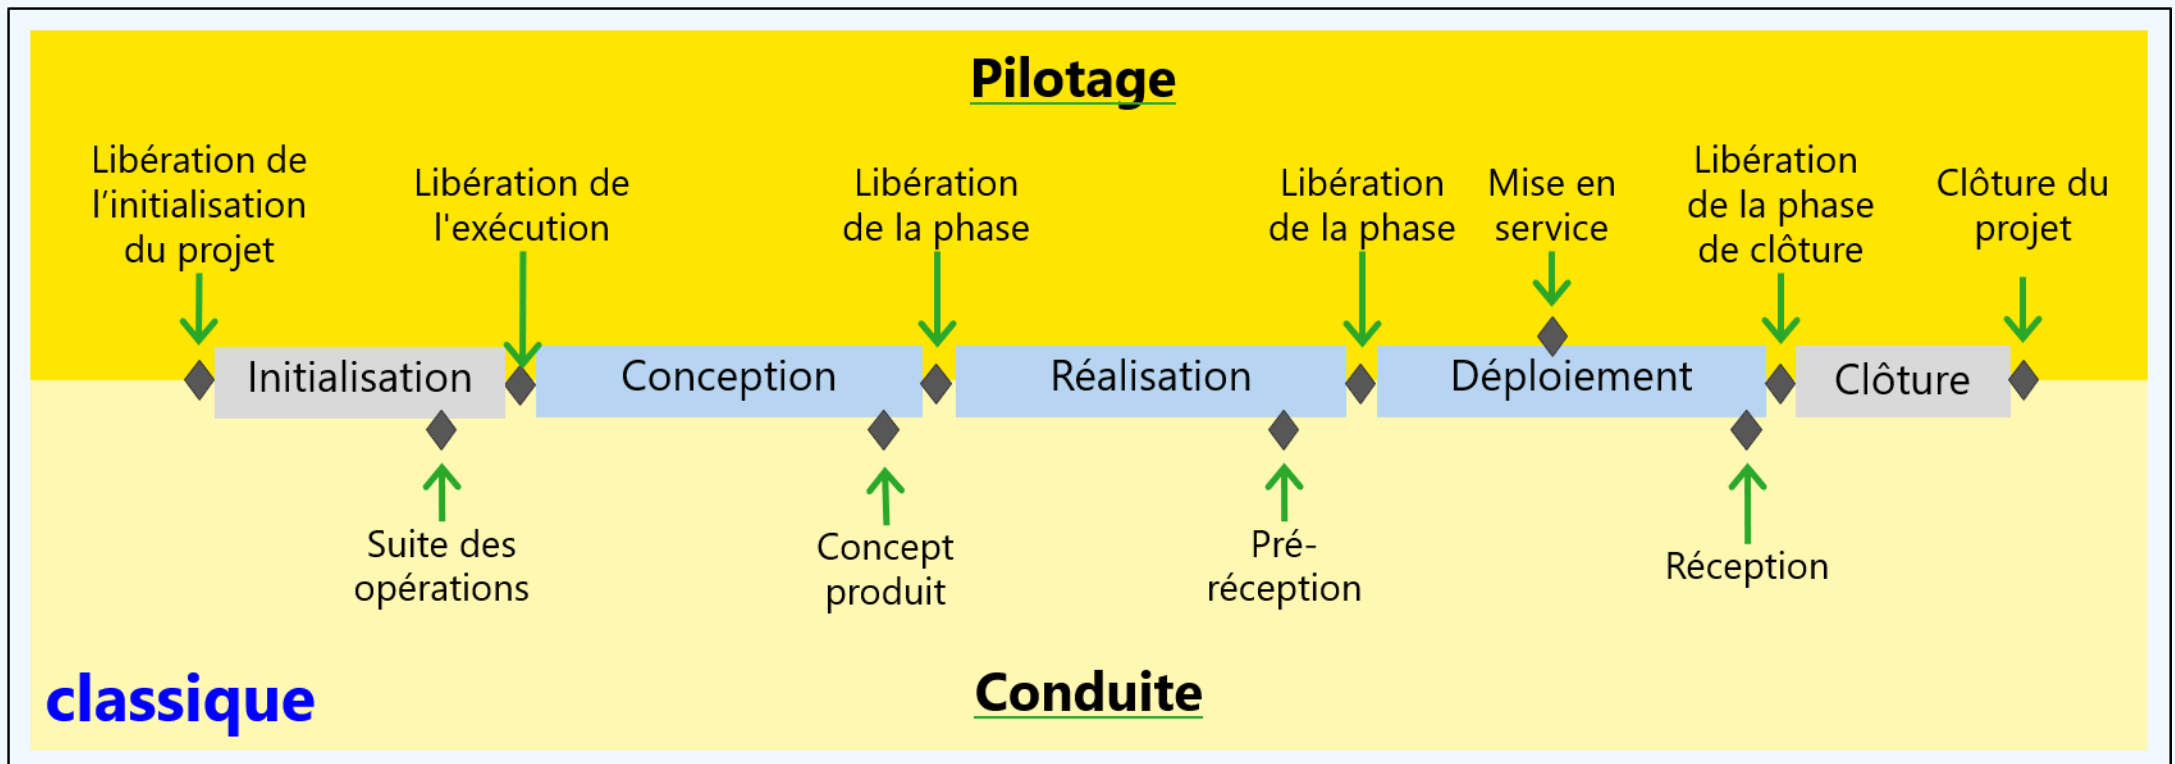 Pilotage
Libération de
l’initialisation
du projet
Libération de
l'exécution
Libération
de la phase
Libération
de la phase
Mise en
service
Libération
de la phase
de clôture
Clôture du
projet
Initialisation
Conception
Réalisation
Déploiement
Clôture
Suite des
opérations
Concept
produit
Pré-
réception
Réception
classique
Conduite